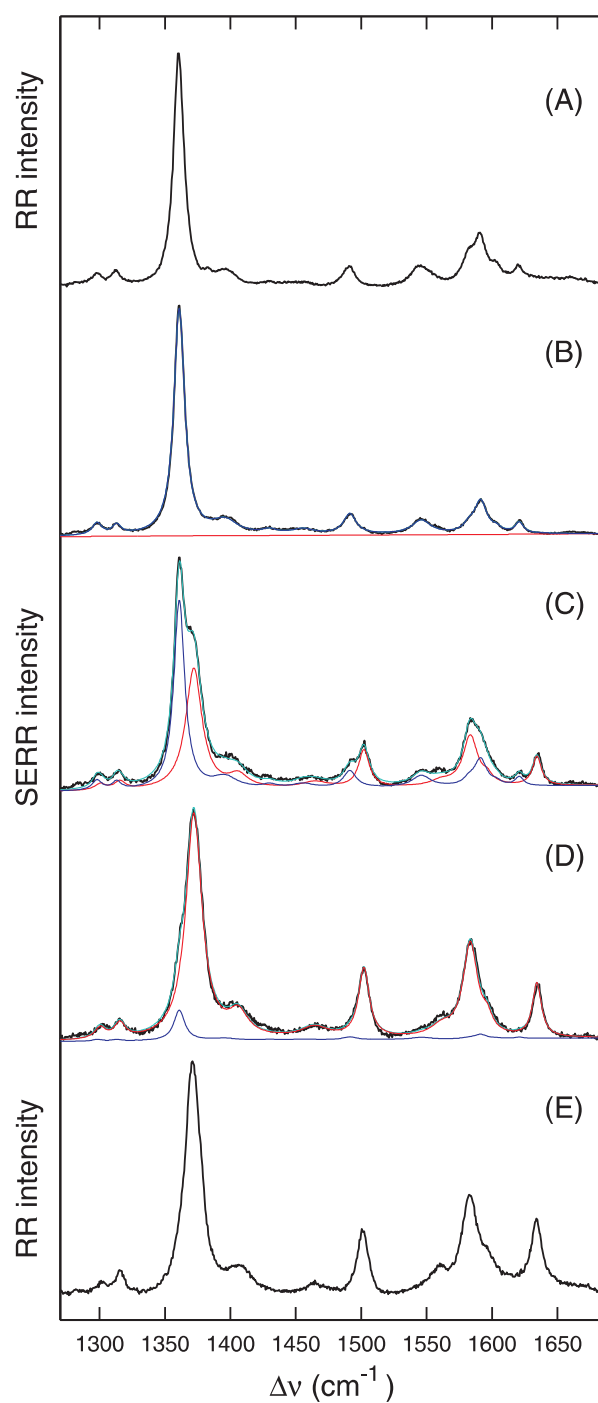 RR intensity
(A)
(B)
SERR intensity
(C)
(D)
RR intensity
(E)
1300 1350 1400 1450 1500 1550 1600 1650
Δν (cm⁻¹)